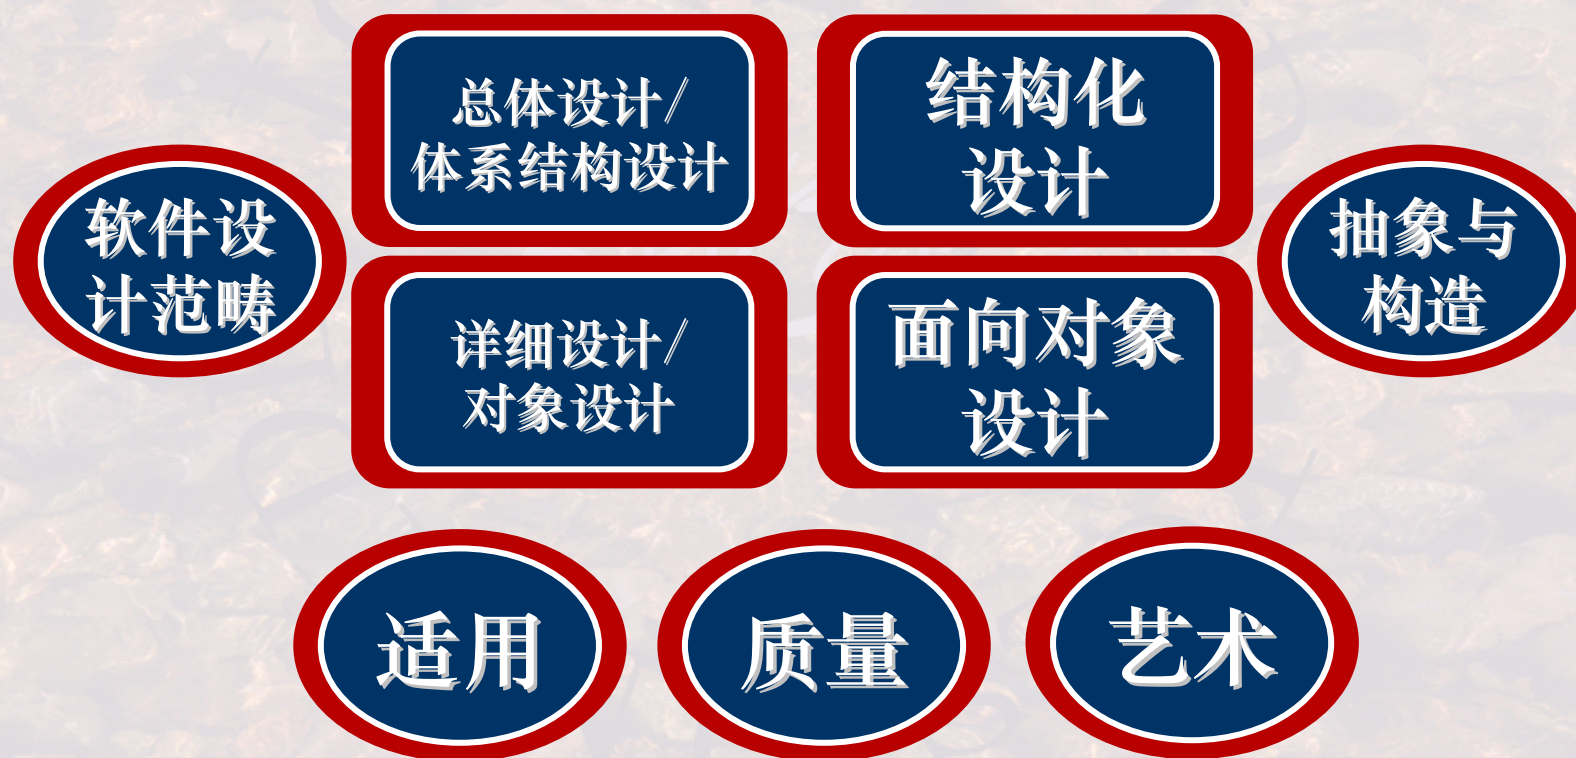 总体设计/
体系结构设计
结构化
设计
软件设
计范畴
抽象与
构造
详细设计/
对象设计
面向对象
设计
适用
质量
艺术